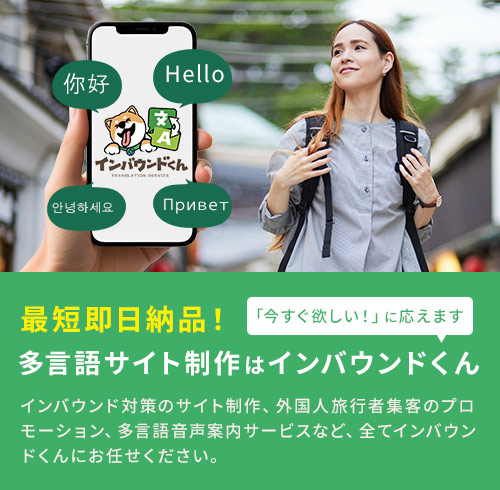 你好
Hello
文
A
インバウンドくん
TRANSLATION SERVICE
안녕하세요
Привет
最短即日納品！
「今すぐ欲しい！」に応えます
多言語サイト制作はインバウンドくん
インバウンド対策のサイト制作、外国人旅行者集客のプロ
モーション、多言語音声案内サービスなど、全てインバウン
ドくんにお任せください。